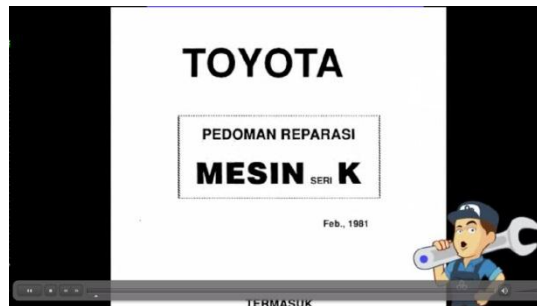 TOYOTA
PEDOMAN REPARASI
MESIN SERI K
Feb., 1981
TERMASUK